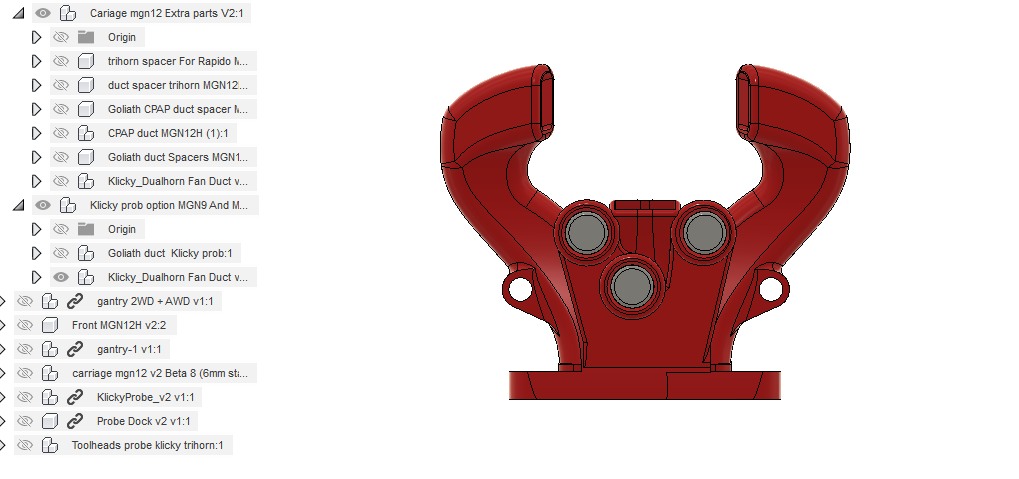 Cariage mgn12 Extra parts V2:1
Origin
trihorn spacer For Rapido M...
duct spacer trihorn MGN12...
Goliath CPAP duct spacer M...
CPAP duct MGN12H (1):1
Goliath duct Spacers MGN1...
Klicky_Dualhorn Fan Duct v...
Klicky prob option MGN9 And M...
Origin
Goliath duct  Klicky prob:1
Klicky_Dualhorn Fan Duct v...
gantry 2WD + AWD v1:1
Front MGN12H v2:2
gantry-1 v1:1
carriage mgn12 v2 Beta 8 (6mm st...
KlickyProbe_v2 v1:1
Probe Dock v2 v1:1
Toolheads probe klicky trihorn:1